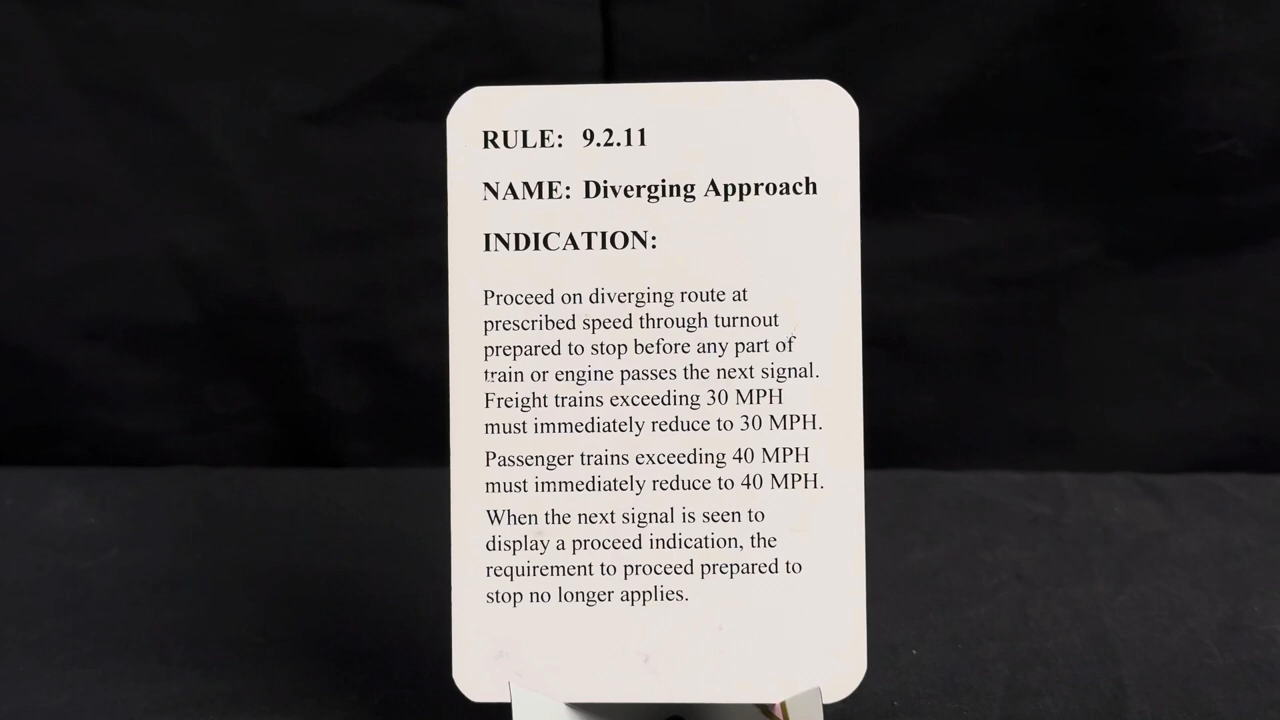 RULE: 9.2.11
NAME: Diverging Approach
INDICATION:
Proceed on diverging route at
prescribed speed through turnout
prepared to stop before any part of
train or engine passes the next signal.
Freight trains exceeding 30 MPH
must immediately reduce to 30 MPH.
Passenger trains exceeding 40 MPH
must immediately reduce to 40 MPH.
When the next signal is seen to
display a proceed indication, the
requirement to proceed prepared to
stop no longer applies.